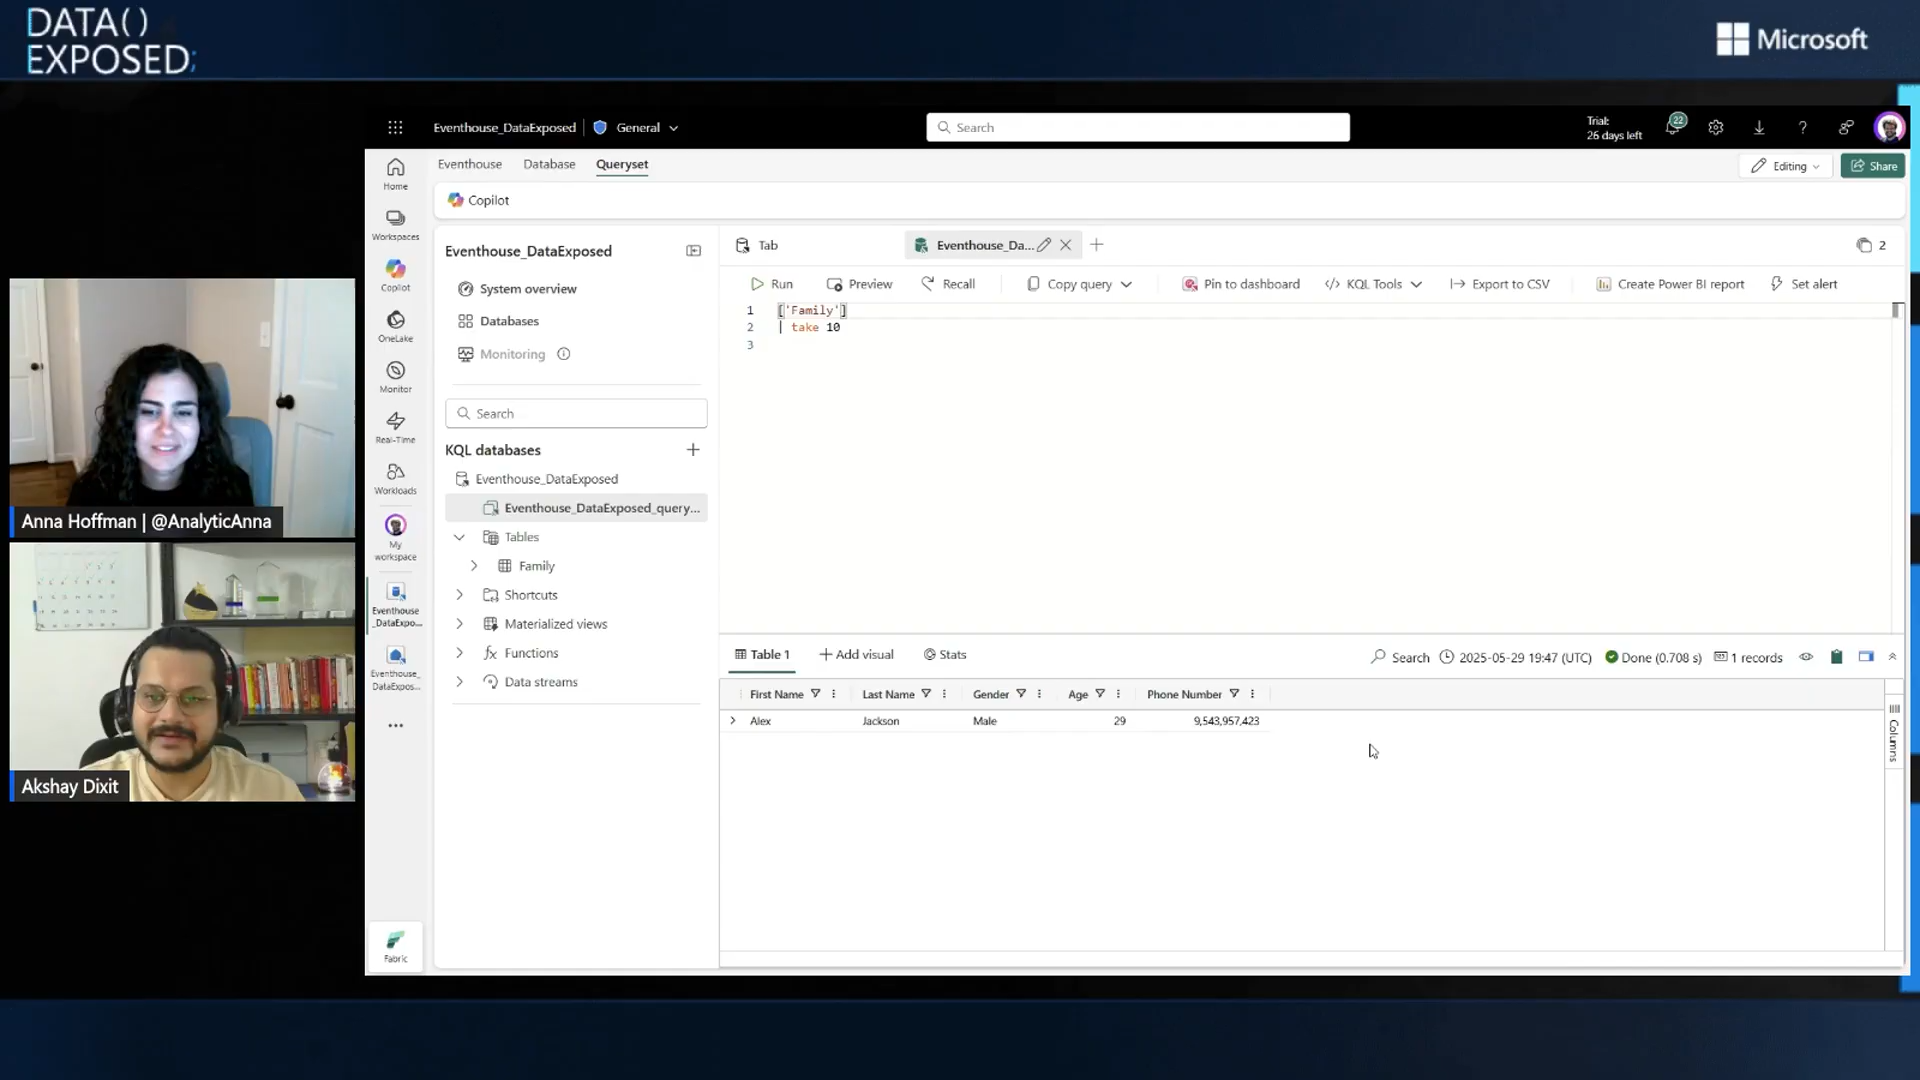 DATA()
EXPOSED;
Microsoft
Eventhouse_DataExposed
General
Search
Trial:
26 days left
22
Home
Workspaces
Copilot
OneLake
Monitor
Real-Time
Workloads
My
workspace
Eventhouse
_DataExpo...
Eventhouse_
DataExpos...
Fabric
Eventhouse Database Queryset
Editing
Share
Copilot
Eventhouse_DataExposed
System overview
Databases
Monitoring
Search
KQL databases
Eventhouse_DataExposed
Eventhouse_DataExposed_query...
Tables
Family
Shortcuts
Materialized views
Functions
Data streams
Tab
Eventhouse_Da...
2
Run Preview Recall Copy query Pin to dashboard KQL Tools Export to CSV Create Power BI report Set alert
1 ['Family']
2 | take 10
3
Table 1 Add visual Stats
Search 2025-05-29 19:47 (UTC) Done (0.708 s) 1 records
First Name Last Name Gender Age Phone Number
Alex Jackson Male 29 9,543,957,423
Columns
Anna Hoffman | @AnalyticAnna
Akshay Dixit